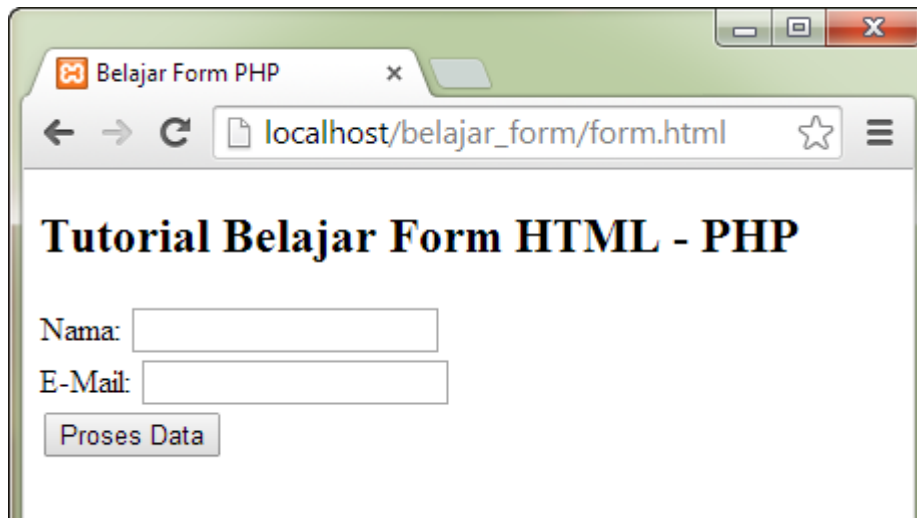 Belajar Form PHP
localhost/belajar_form/form.html
Tutorial Belajar Form HTML - PHP
Nama:
E-Mail:
Proses Data